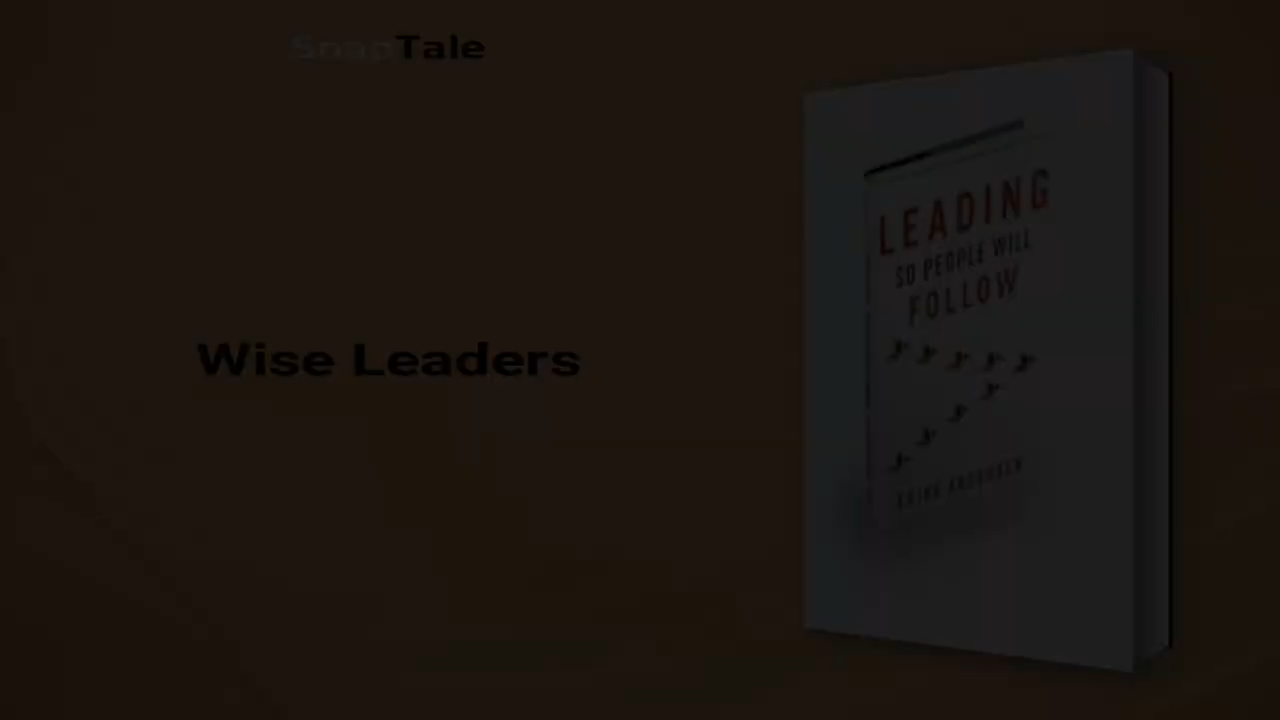 SnapTale
Wise Leaders
LEADING
SO PEOPLE WILL
FOLLOW